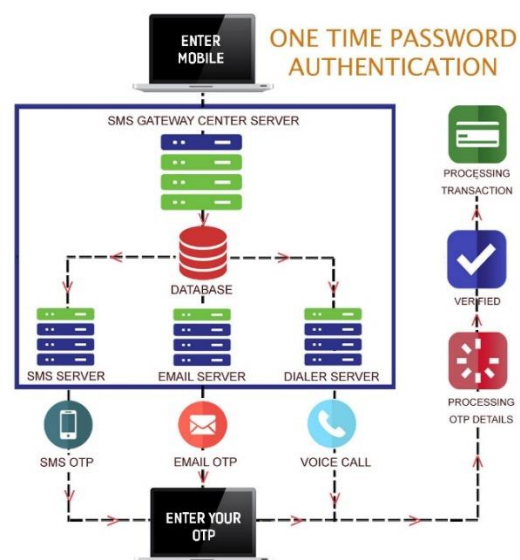 ENTER
MOBILE
ONE TIME PASSWORD
AUTHENTICATION
SMS GATEWAY CENTER SERVER
DATABASE
SMS SERVER
EMAIL SERVER
DIALER SERVER
SMS OTP
EMAIL OTP
VOICE CALL
ENTER YOUR
OTP
PROCESSING
TRANSACTION
VERIFIED
PROCESSING
OTP DETAILS